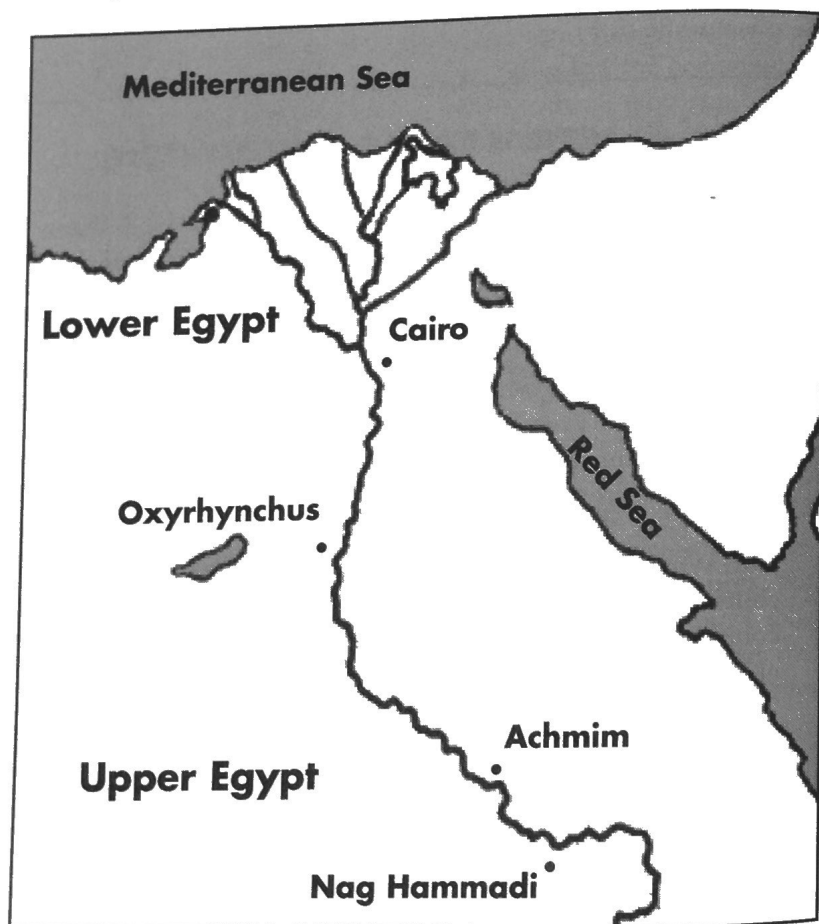 Mediterranean Sea
Lower Egypt
Cairo
Red Sea
Oxyrhynchus
Achmim
Upper Egypt
Nag Hammadi